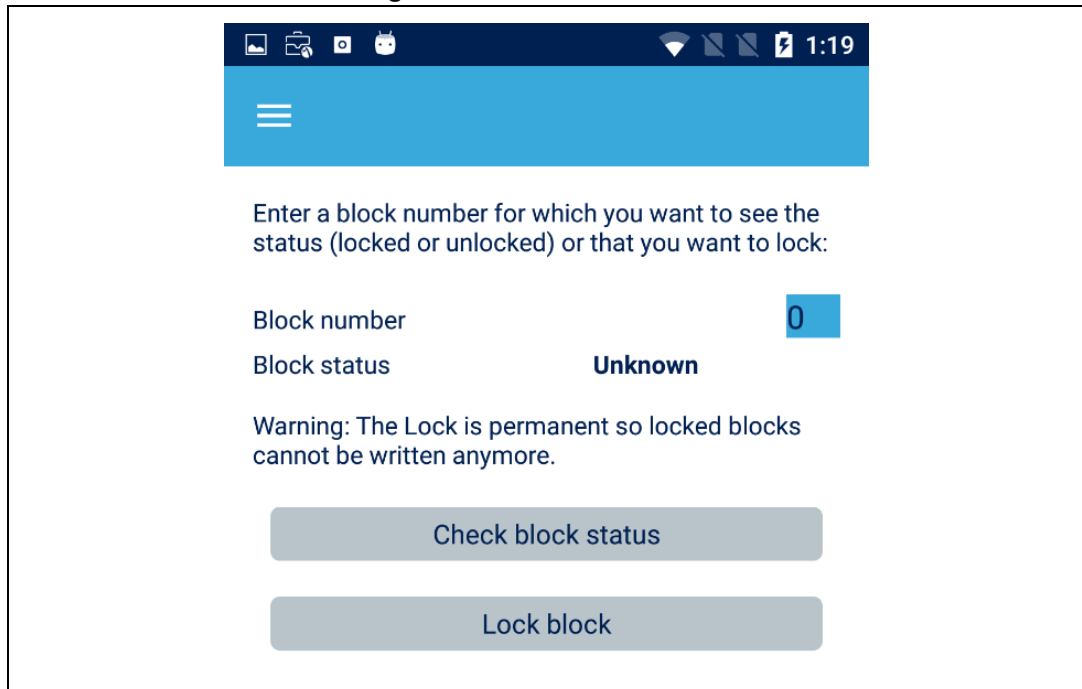 1:19
Enter a block number for which you want to see the
status (locked or unlocked) or that you want to lock:
Block number 0
Block status Unknown
Warning: The Lock is permanent so locked blocks
cannot be written anymore.
Check block status
Lock block